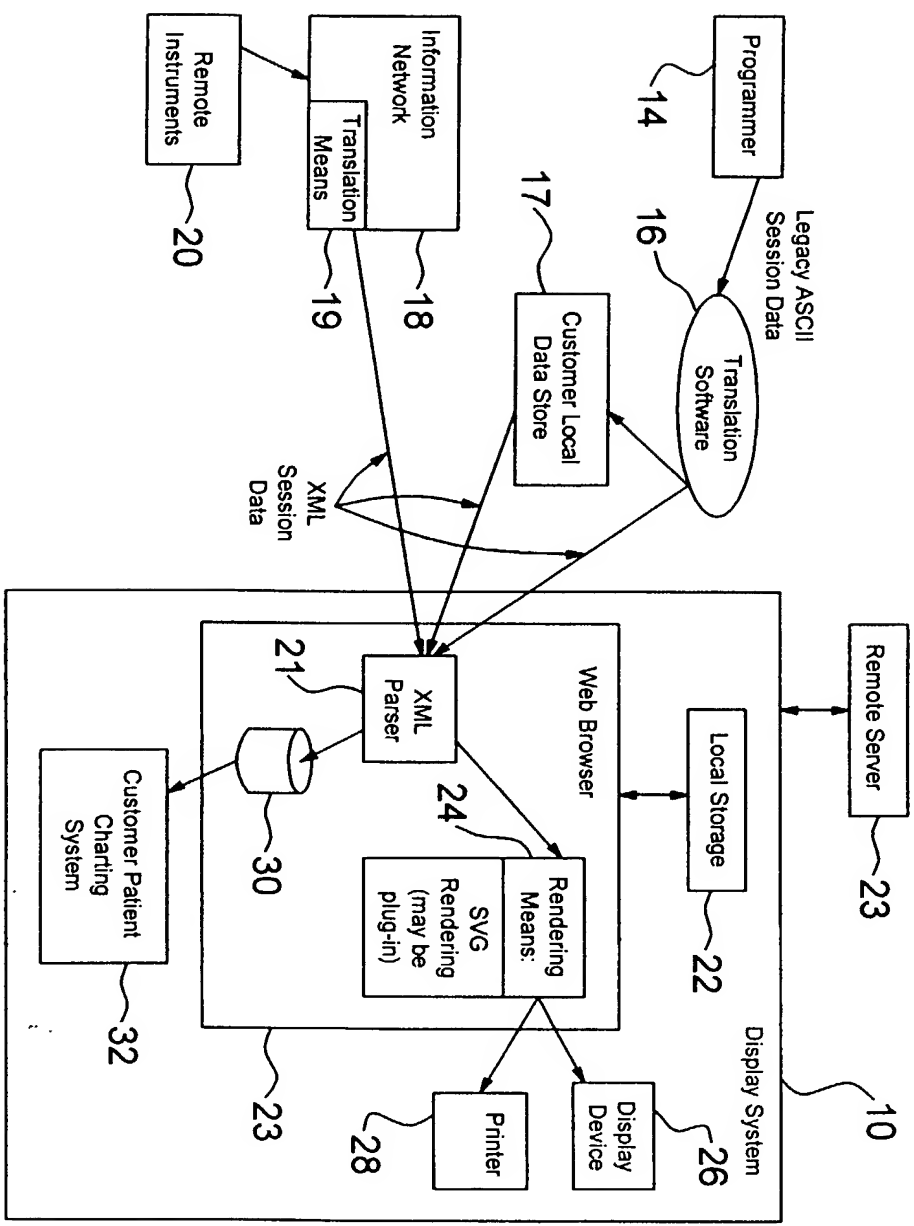 Programmer
14
Legacy ASCII
Session Data
16
Translation
Software
Remote Server
23
Local Storage
22
Display System
10
Information
Network
Translation
Means
18
19
Remote
Instruments
20
17
Customer Local
Data Store
XML
Session
Data
Web Browser
21
XML
Parser
24
Rendering
Means:
SVG
Rendering
(may be
plug-in)
30
23
Display
Device
26
Printer
28
Customer Patient
Charting
System
32